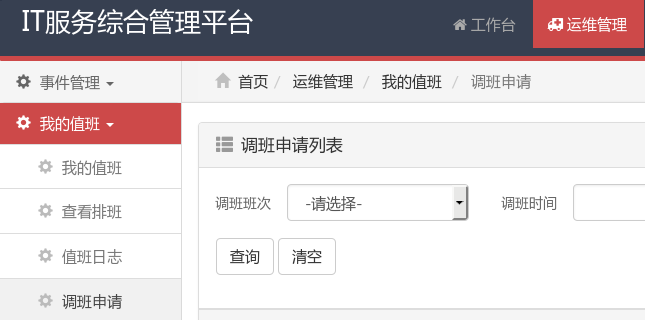 IT服务综合管理平台
工作台 运维管理
事件管理
首页 / 运维管理 / 我的值班 / 调班申请
我的值班
调班申请列表
我的值班
调班班次 -请选择- 调班时间
查看排班
查询 清空
值班日志
调班申请